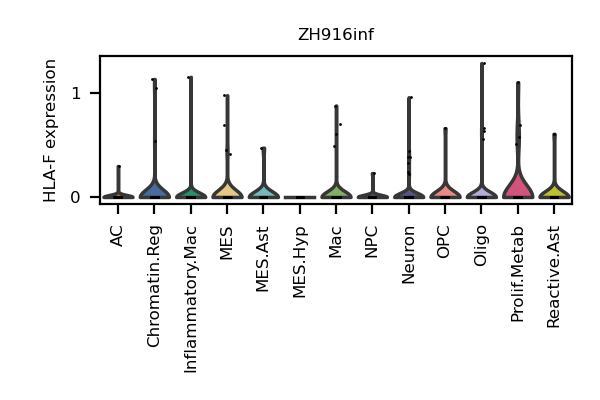 ZH916inf
HLA-F expression
1
0
AC
Chromatin.Reg
Inflammatory.Mac
MES
MES.Ast
MES.Hyp
Mac
NPC
Neuron
OPC
Oligo
Prolif.Metab
Reactive.Ast